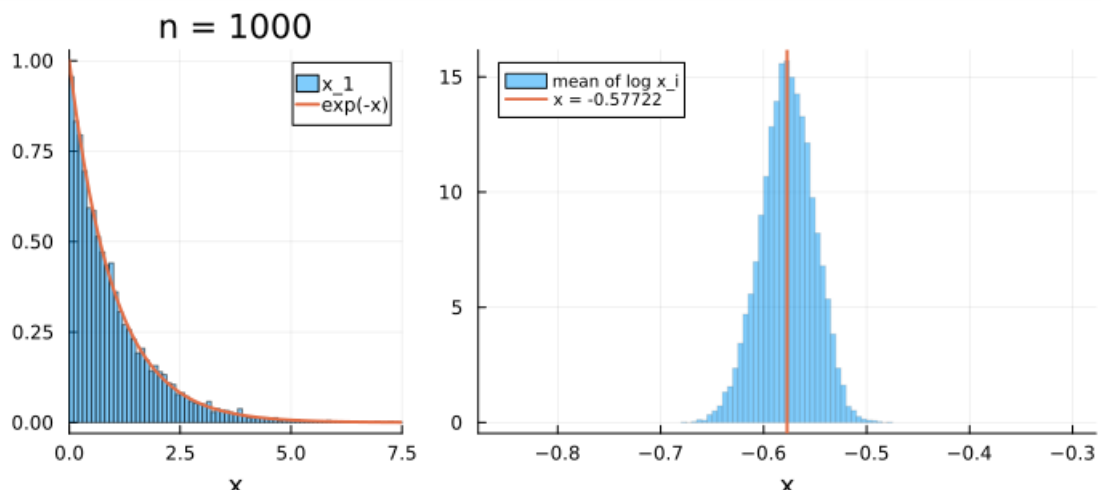 n = 1000
1.00
0.75
0.50
0.25
0.00
0.0 2.5 5.0 7.5
x
x_1
exp(-x)
15
10
5
0
−0.8 −0.7 −0.6 −0.5 −0.4 −0.3
x
mean of log x_i
x = -0.57722